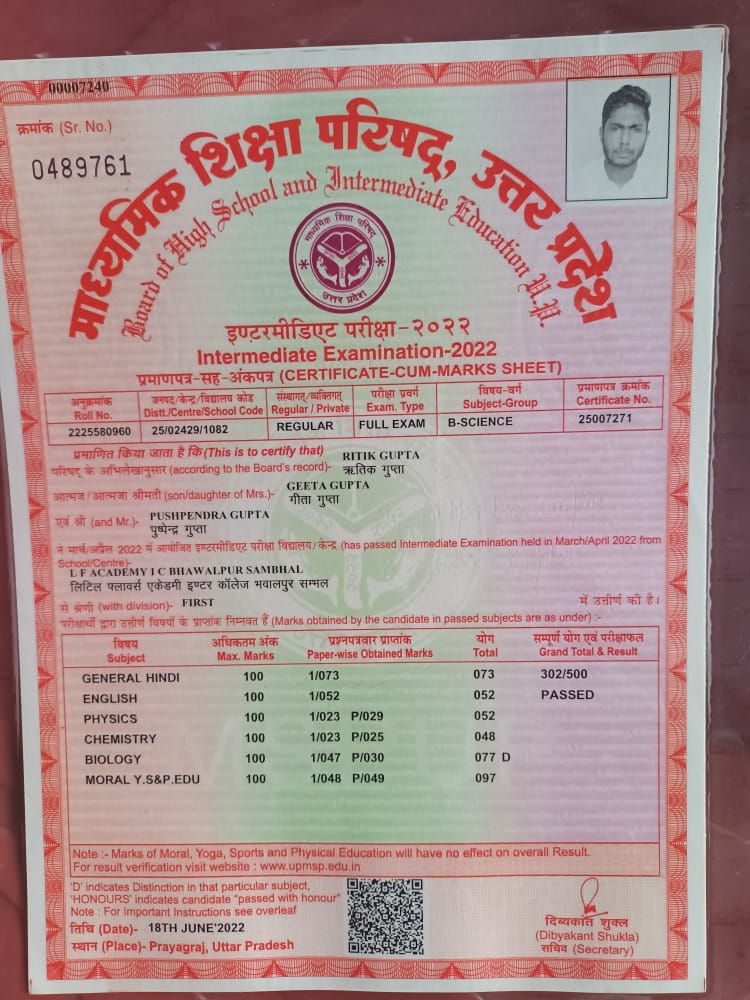 00007240
क्रमांक (Sr. No.)
0489761
माध्यमिक शिक्षा परिषद्, उत्तर प्रदेश
Board of High School and Intermediate Education U.P.
माध्यमिक शिक्षा परिषद
उत्तर प्रदेश
इण्टरमीडिएट परीक्षा-२०२२
Intermediate Examination-2022
प्रमाणपत्र-सह-अंकपत्र (CERTIFICATE-CUM-MARKS SHEET)
अनुक्रमांक जनपद/केन्द्र/विद्यालय कोड संस्थागत/व्यक्तिगत परीक्षा प्रवर्ग विषय-वर्ग प्रमाणपत्र क्रमांक
Roll No. Distt./Centre/School Code Regular / Private Exam. Type Subject-Group Certificate No.
2225580960 25/02429/1082 REGULAR FULL EXAM B-SCIENCE 25007271
प्रमाणित किया जाता है कि(This is to certify that) RITIK GUPTA
परिषद् के अभिलेखानुसार (according to the Board's record)- ऋतिक गुप्ता
आत्मज/आत्मजा श्रीमती (son/daughter of Mrs.)- GEETA GUPTA
गीता गुप्ता
एवं श्री (and Mr.)- PUSHPENDRA GUPTA
पुष्पेन्द्र गुप्ता
ने मार्च/अप्रैल 2022 में आयोजित इण्टरमीडिएट परीक्षा विद्यालय/केन्द्र (has passed Intermediate Examination held in March/April 2022 from
School/Centre)-
L F ACADEMY I C BHAWALPUR SAMBHAL
लिटिल फ्लावर्स एकेडमी इण्टर कॉलेज भवालपुर सम्भल
से श्रेणी (with division)- FIRST में उत्तीर्ण की है।
परीक्षार्थी द्वारा उत्तीर्ण विषयों के प्राप्तांक निम्नवत हैं (Marks obtained by the candidate in passed subjects are as under) :-
विषय अधिकतम अंक प्रश्नपत्रवार प्राप्तांक योग सम्पूर्ण योग एवं परीक्षाफल
Subject Max. Marks Paper-wise Obtained Marks Total Grand Total & Result
GENERAL HINDI 100 1/073 073 302/500
ENGLISH 100 1/052 052 PASSED
PHYSICS 100 1/023 P/029 052
CHEMISTRY 100 1/023 P/025 048
BIOLOGY 100 1/047 P/030 077 D
MORAL Y.S&P.EDU 100 1/048 P/049 097
Note :- Marks of Moral, Yoga, Sports and Physical Education will have no effect on overall Result.
For result verification visit website : www.upmsp.edu.in
'D' indicates Distinction in that particular subject,
'HONOURS' indicates candidate "passed with honour"
Note : For Important Instructions see overleaf
तिथि (Date)- 18TH JUNE'2022
स्थान (Place)- Prayagraj, Uttar Pradesh
दिब्यकांत शुक्ल
(Dibyakant Shukla)
सचिव (Secretary)